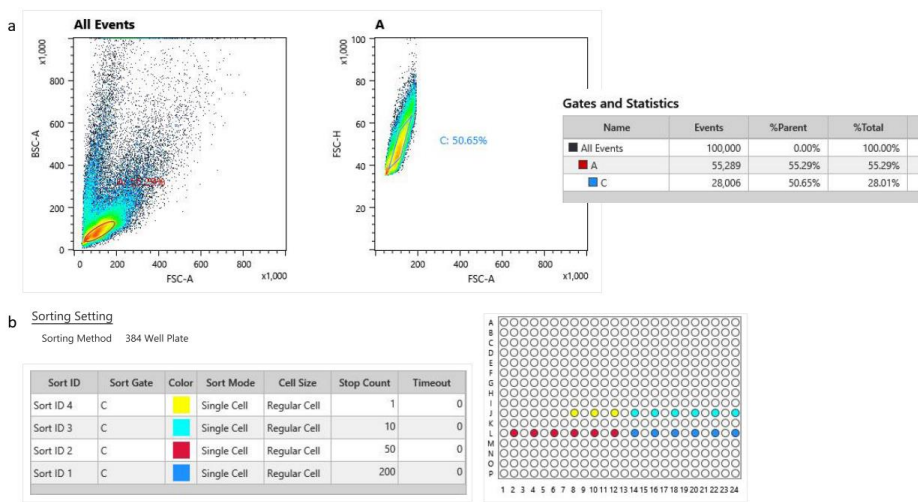 a
All Events
x1,000
800
600
400
200
0
BSC-A
0 200 400 600 800
x1,000
FSC-A
A
x1,000
100
80
60
40
20
0
FSC-H
C: 50.65%
200 400 600 800
x1,000
FSC-A
Gates and Statistics
Name Events %Parent %Total
All Events 100,000 0.00% 100.00%
A 55,289 55.29% 55.29%
C 28,006 50.65% 28.01%
b
Sorting Setting
Sorting Method 384 Well Plate
Sort ID Sort Gate Color Sort Mode Cell Size Stop Count Timeout
Sort ID 4 C Single Cell Regular Cell 1 0
Sort ID 3 C Single Cell Regular Cell 10 0
Sort ID 2 C Single Cell Regular Cell 50 0
Sort ID 1 C Single Cell Regular Cell 200 0
A
B
C
D
E
F
G
H
I
J
K
L
M
N
O
P
1 2 3 4 5 6 7 8 9 10 11 12 13 14 15 16 17 18 19 20 21 22 23 24